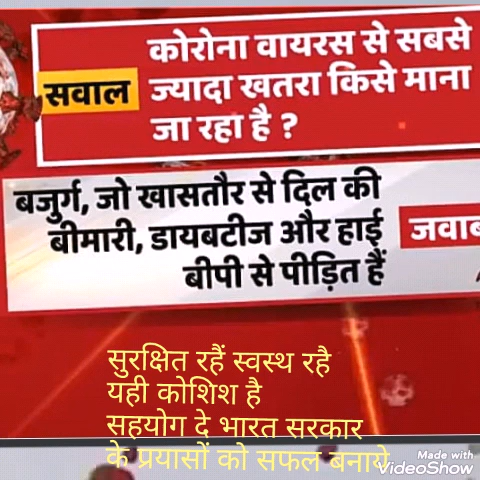 कोरोना वायरस से सबसे
सवाल ज्यादा खतरा किसे माना
जा रहा है ?
बजुर्ग, जो खासतौर से दिल की
बीमारी, डायबटीज और हाई
बीपी से पीड़ित हैं
जवाब
सुरक्षित रहैं स्वस्थ रहै
यही कोशिश है
सहयोग दे भारत सरकार
के प्रयासों को सफल बनाये
Made with
VideoShow